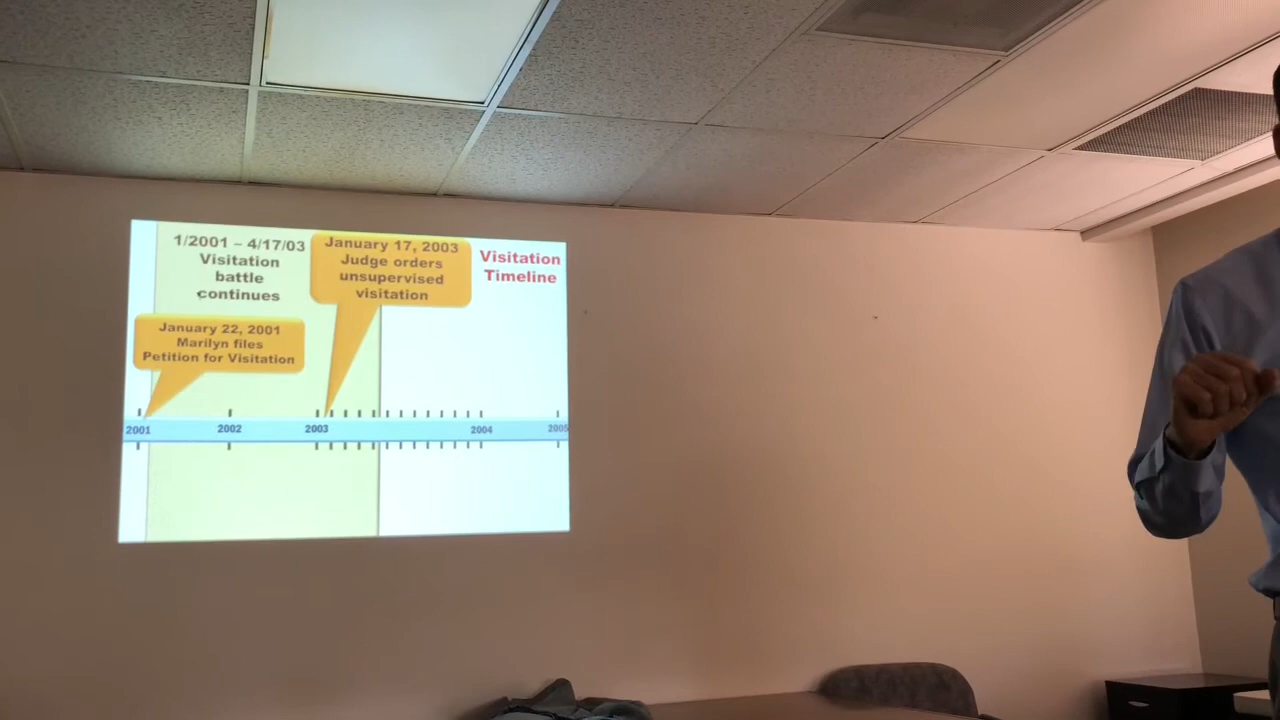 1/2001 – 4/17/03
Visitation
battle
continues
January 17, 2003
Judge orders
unsupervised
visitation
Visitation
Timeline
January 22, 2001
Marilyn files
Petition for Visitation
2001
2002
2003
2004
2005